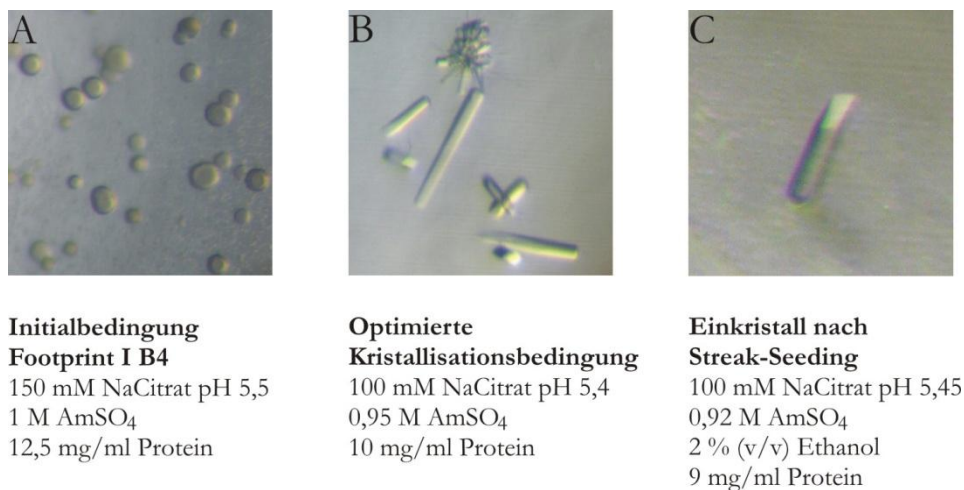 A
B
C
Initialbedingung
Footprint I B4
150 mM NaCitrat pH 5,5
1 M AmSO4
12,5 mg/ml Protein
Optimierte
Kristallisationsbedingung
100 mM NaCitrat pH 5,4
0,95 M AmSO4
10 mg/ml Protein
Einkristall nach
Streak-Seeding
100 mM NaCitrat pH 5,45
0,92 M AmSO4
2 % (v/v) Ethanol
9 mg/ml Protein